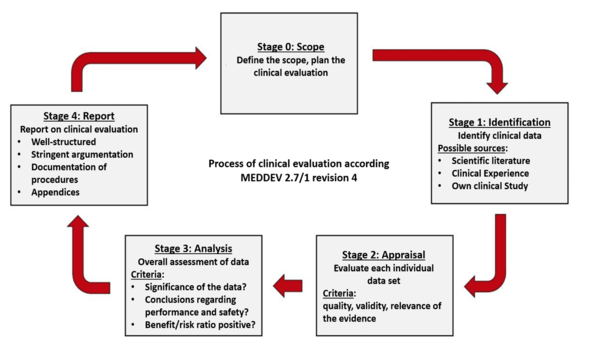 Stage 0: Scope
Define the scope, plan the
clinical evaluation
Stage 1: Identification
Identify clinical data
Possible sources:
• Scientific literature
• Clinical Experience
• Own clinical Study
Stage 4: Report
Report on clinical evaluation
• Well-structured
• Stringent argumentation
• Documentation of
procedures
• Appendices
Process of clinical evaluation according
MEDDEV 2.7/1 revision 4
Stage 3: Analysis
Overall assessment of data
Criteria:
• Significance of the data?
• Conclusions regarding
performance and safety?
• Benefit/risk ratio positive?
Stage 2: Appraisal
Evaluate each individual
data set
Criteria:
quality, validity, relevance of
the evidence